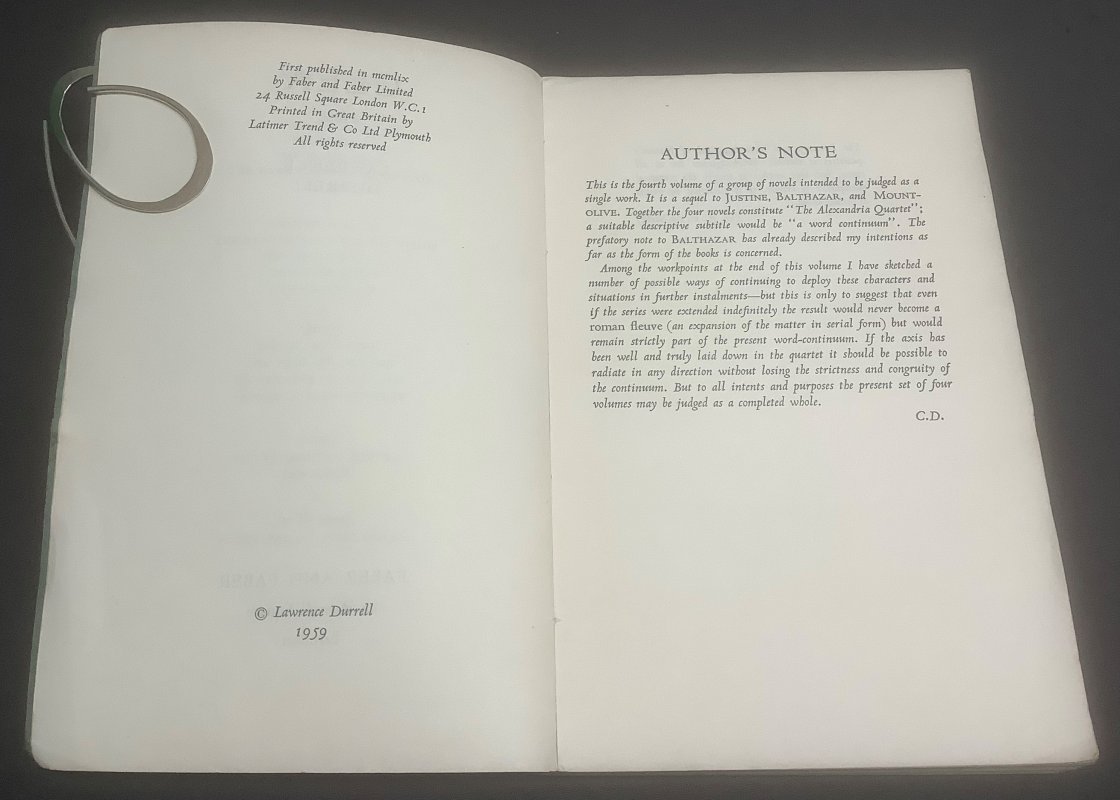 First published in mcmlix
by Faber and Faber Limited
24 Russell Square London W.C.1
Printed in Great Britain by
Latimer Trend & Co Ltd Plymouth
All rights reserved
© Lawrence Durrell
1959
AUTHOR'S NOTE
This is the fourth volume of a group of novels intended to be judged as a
single work. It is a sequel to JUSTINE, BALTHAZAR, and MOUNT-
OLIVE. Together the four novels constitute "The Alexandria Quartet";
a suitable descriptive subtitle would be "a word continuum". The
prefatory note to BALTHAZAR has already described my intentions as
far as the form of the books is concerned.
Among the workpoints at the end of this volume I have sketched a
number of possible ways of continuing to deploy these characters and
situations in further instalments—but this is only to suggest that even
if the series were extended indefinitely the result would never become a
roman fleuve (an expansion of the matter in serial form) but would
remain strictly part of the present word-continuum. If the axis has
been well and truly laid down in the quartet it should be possible to
radiate in any direction without losing the strictness and congruity of
the continuum. But to all intents and purposes the present set of four
volumes may be judged as a completed whole.
C.D.